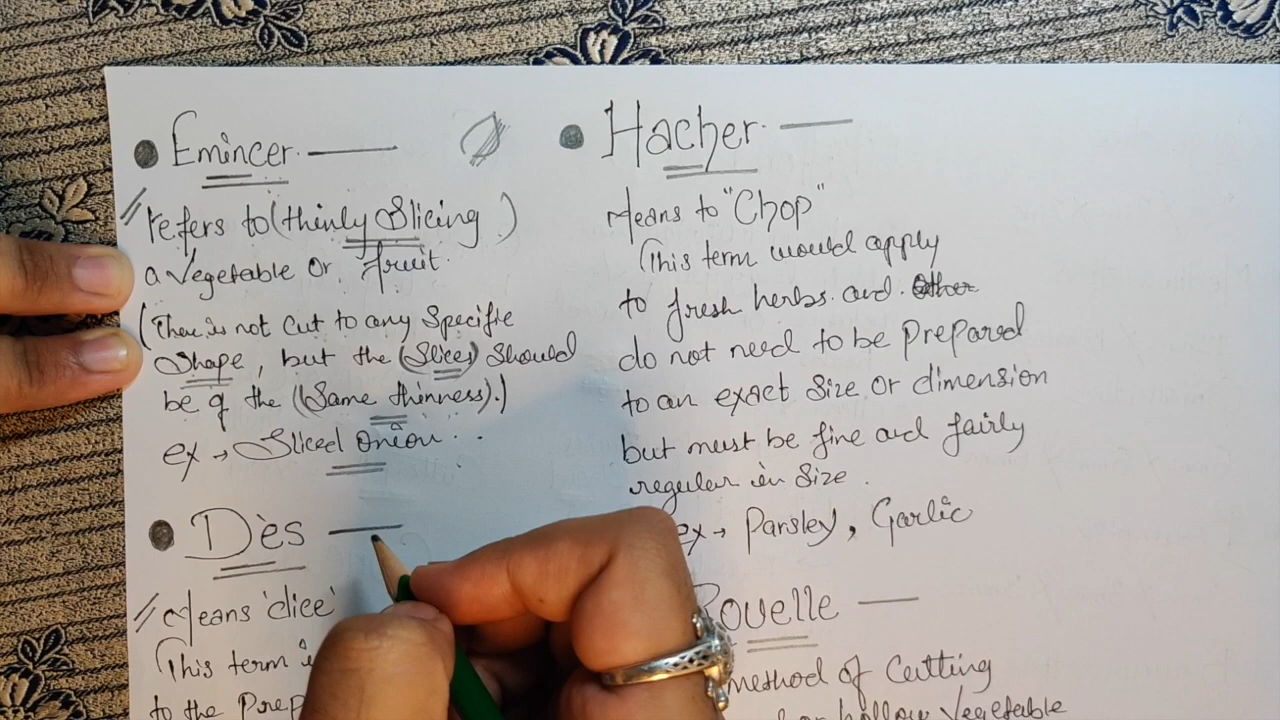 Emincer.
refers to (thinly Slicing)
a Vegetable or fruit.
(There is not Cut to any Specific
Shape, but the (Slices) Should
be of the (Same thinness).)
ex → Sliced Onion..
Dès
Means 'dice'
This term
to the Prep
Hacher.
Means to "Chop"
This term would apply
to fresh herbs. and. Other
do not need to be Prepared
to an exact Size or dimension
but must be fine and fairly
regular in Size.
ex → Parsley, Garlic
Rouelle
method of Cutting
hollow Vegetable